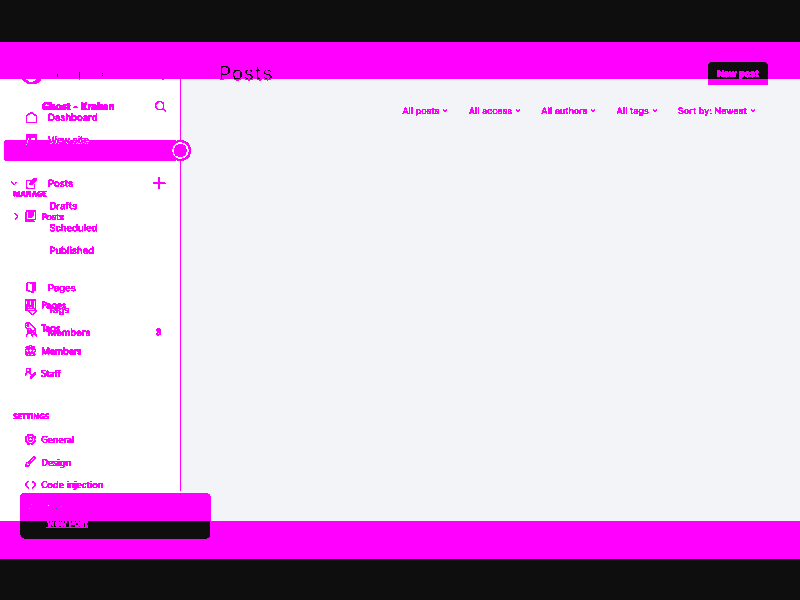 Posts
New post
Ghost - Kraken
Dashboard
View site
All posts
All access
All authors
All tags
Sort by: Newest
Posts
MANAGE
Drafts
Posts
Scheduled
Published
Pages
Pages
Tags
Tags
Members 3
Members
Staff
SETTINGS
General
Design
Code injection
New Post